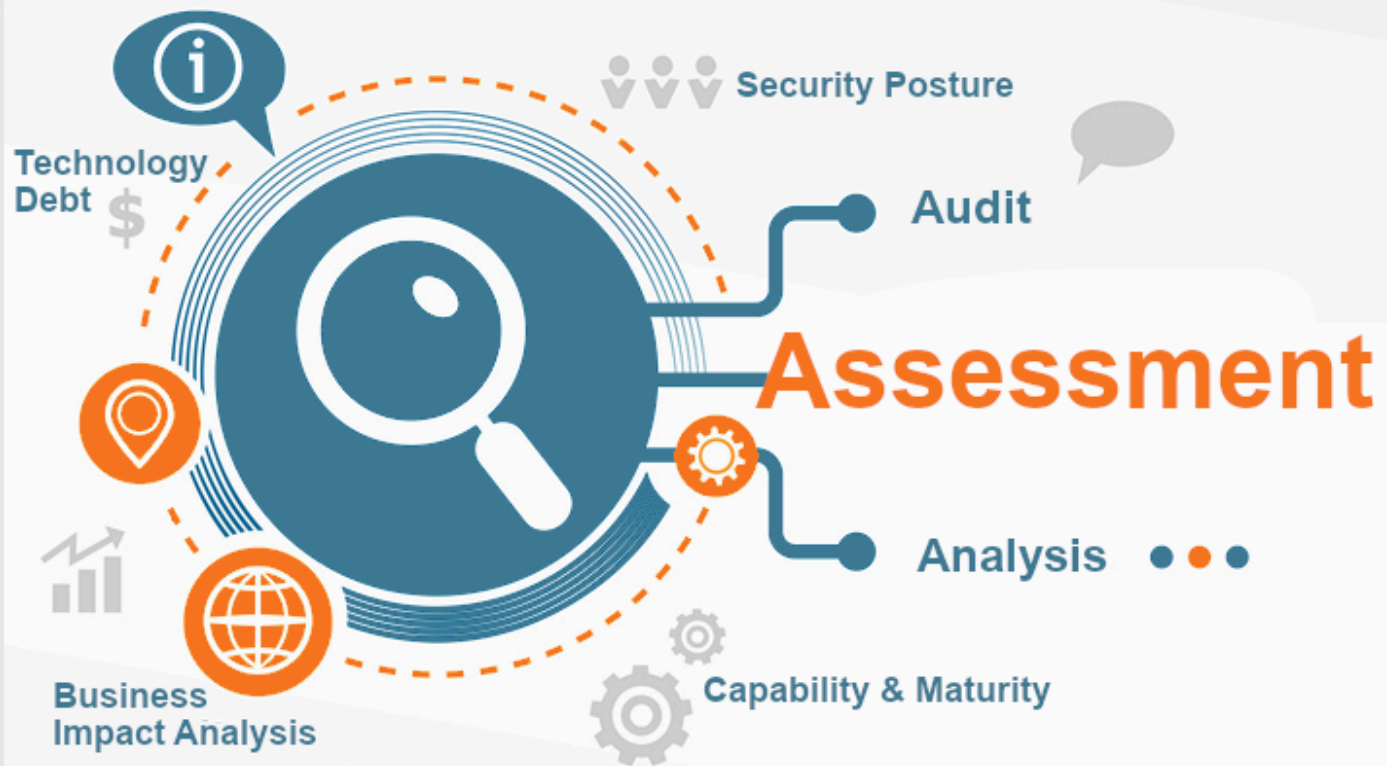 Security Posture
Technology
Debt $
Audit
Assessment
Analysis
Capability & Maturity
Business
Impact Analysis